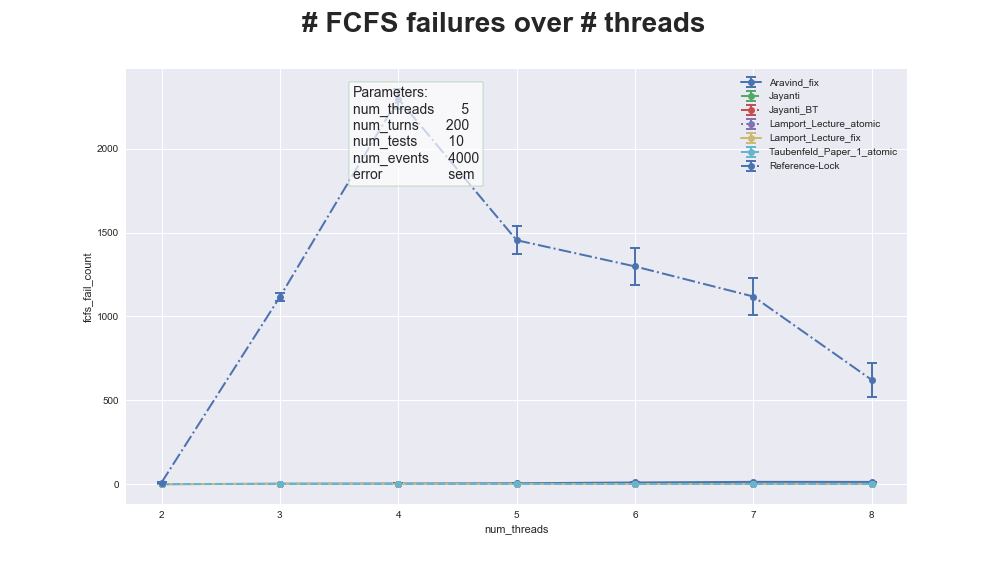 # FCFS failures over # threads
Parameters:
num_threads 5
num_turns 200
num_tests 10
num_events 4000
error sem
Aravind_fix
Jayanti
Jayanti_BT
Lamport_Lecture_atomic
Lamport_Lecture_fix
Taubenfeld_Paper_1_atomic
Reference-Lock
fcfs_fail_count
2000
1500
1000
500
0
2 3 4 5 6 7 8
num_threads